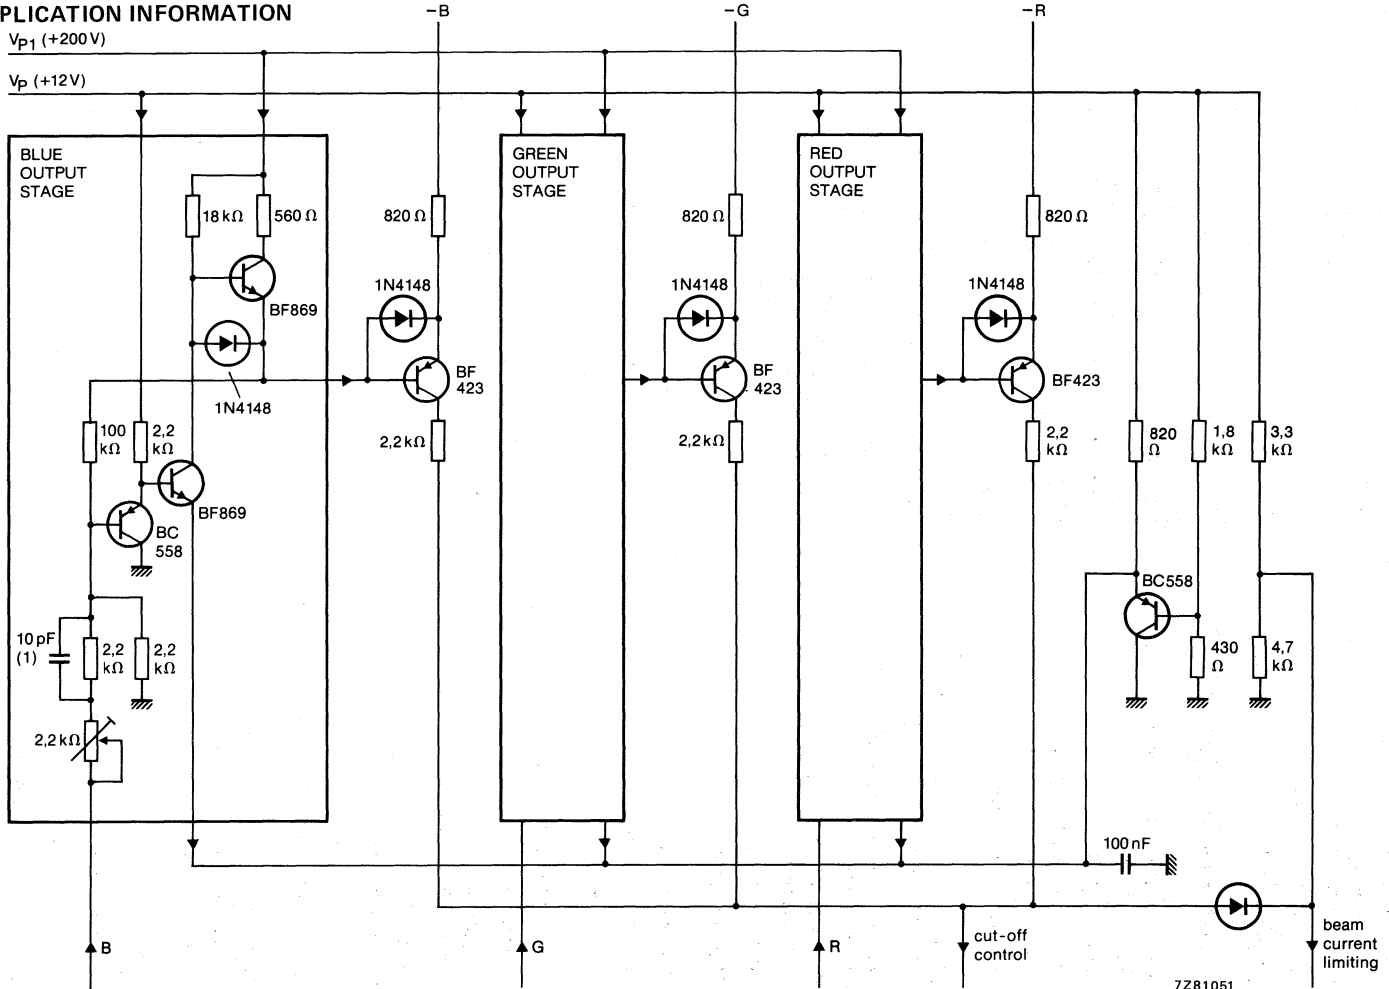 PLICATION INFORMATION
–B
–G
–R
VP1 (+200 V)
VP (+12 V)
BLUE
OUTPUT
STAGE
GREEN
OUTPUT
STAGE
RED
OUTPUT
STAGE
18 kΩ
560 Ω
820 Ω
820 Ω
820 Ω
1N4148
1N4148
1N4148
BF869
BF
423
BF
423
BF423
1N4148
100
kΩ
2,2
kΩ
2,2 kΩ
2,2 kΩ
2,2
kΩ
820
Ω
1,8
kΩ
3,3
kΩ
BF869
BC
558
BC558
10 pF
(1)
2,2
kΩ
2,2
kΩ
430
Ω
4,7
kΩ
2,2 kΩ
100 nF
B
G
R
cut-off
control
beam
current
limiting
7Z81051